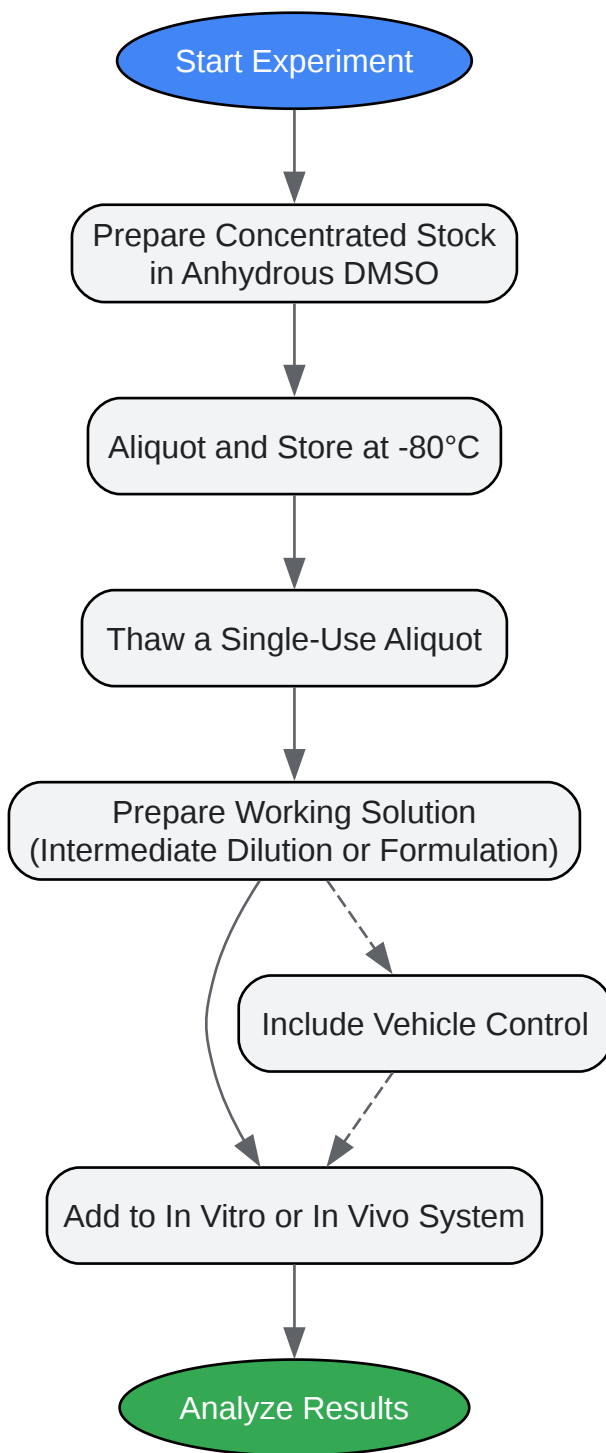 Start Experiment
Prepare Concentrated Stock
in Anhydrous DMSO
Aliquot and Store at -80°C
Thaw a Single-Use Aliquot
Prepare Working Solution
(Intermediate Dilution or Formulation)
Include Vehicle Control
Add to In Vitro or In Vivo System
Analyze Results